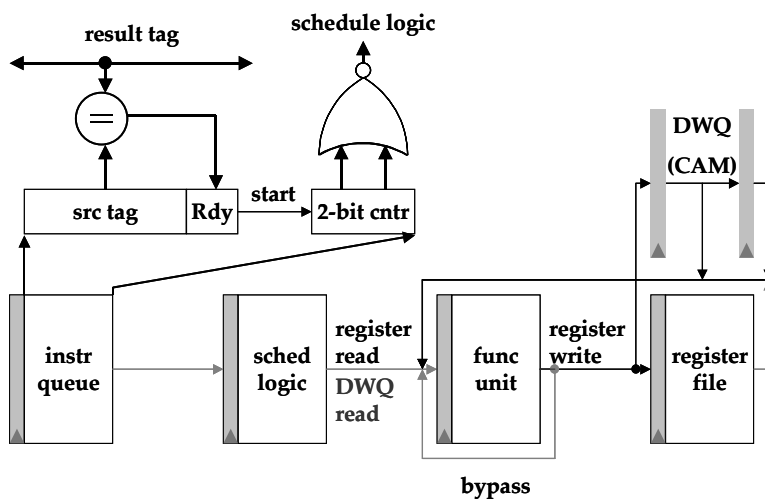 result tag
schedule logic
==
src tag
Rdy
start
2-bit cntr
DWQ
(CAM)
instr
queue
sched
logic
register
read
DWQ
read
func
unit
register
write
register
file
bypass